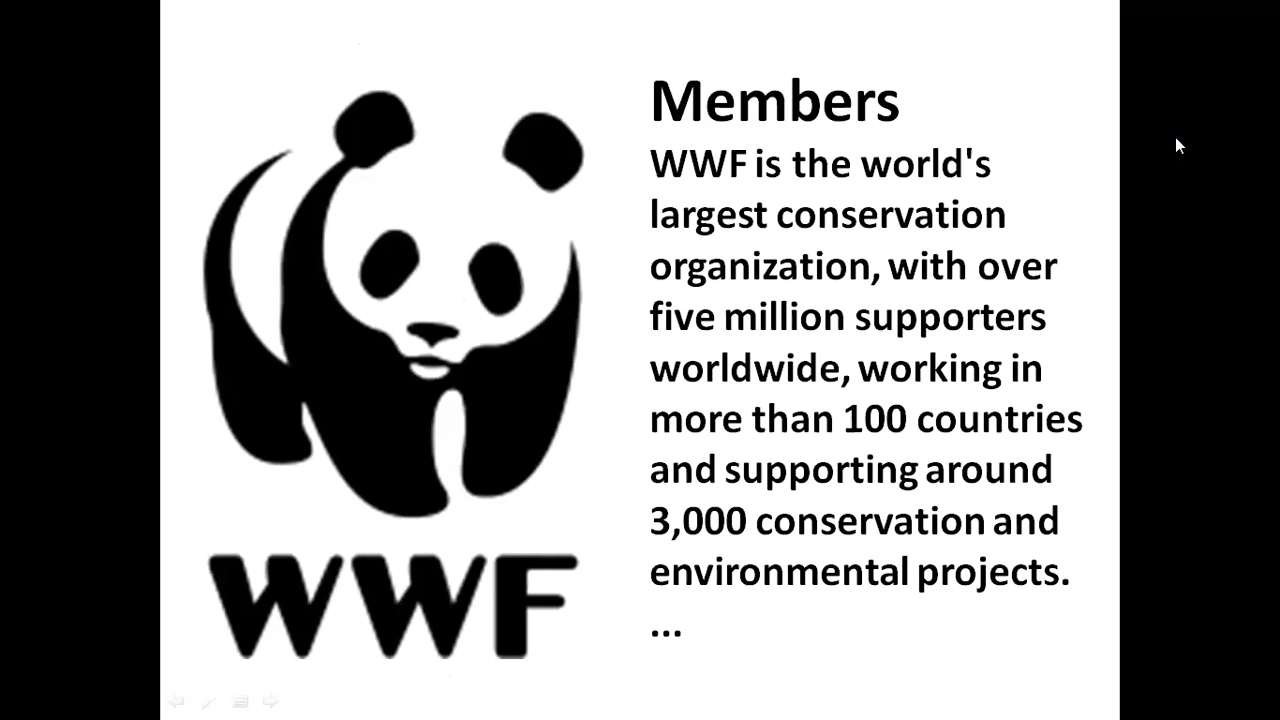 Members
WWF is the world's
largest conservation
organization, with over
five million supporters
worldwide, working in
more than 100 countries
and supporting around
3,000 conservation and
environmental projects.
...
WWF